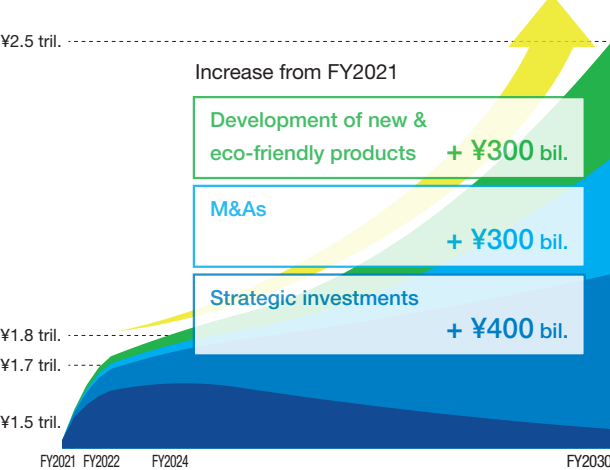 ¥2.5 tril.
Increase from FY2021
Development of new &
eco-friendly products + ¥300 bil.
M&As
+ ¥300 bil.
Strategic investments
+ ¥400 bil.
¥1.8 tril.
¥1.7 tril.
¥1.5 tril.
FY2021 FY2022 FY2024 FY2030